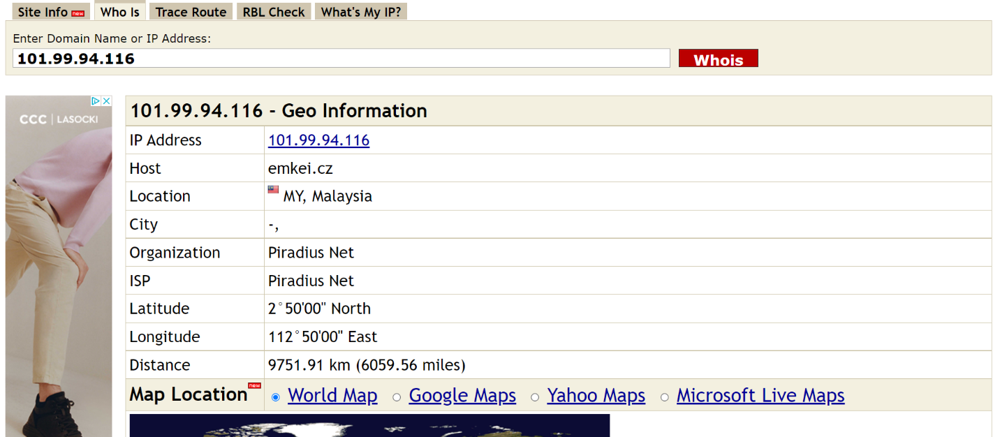 Site Info new Who Is Trace Route RBL Check What's My IP?
Enter Domain Name or IP Address:
101.99.94.116 Whois
CCC | LASOCKI
101.99.94.116 - Geo Information
IP Address 101.99.94.116
Host emkei.cz
Location MY, Malaysia
City -,
Organization Piradius Net
ISP Piradius Net
Latitude 2°50'00" North
Longitude 112°50'00" East
Distance 9751.91 km (6059.56 miles)
Map Location new World Map Google Maps Yahoo Maps Microsoft Live Maps